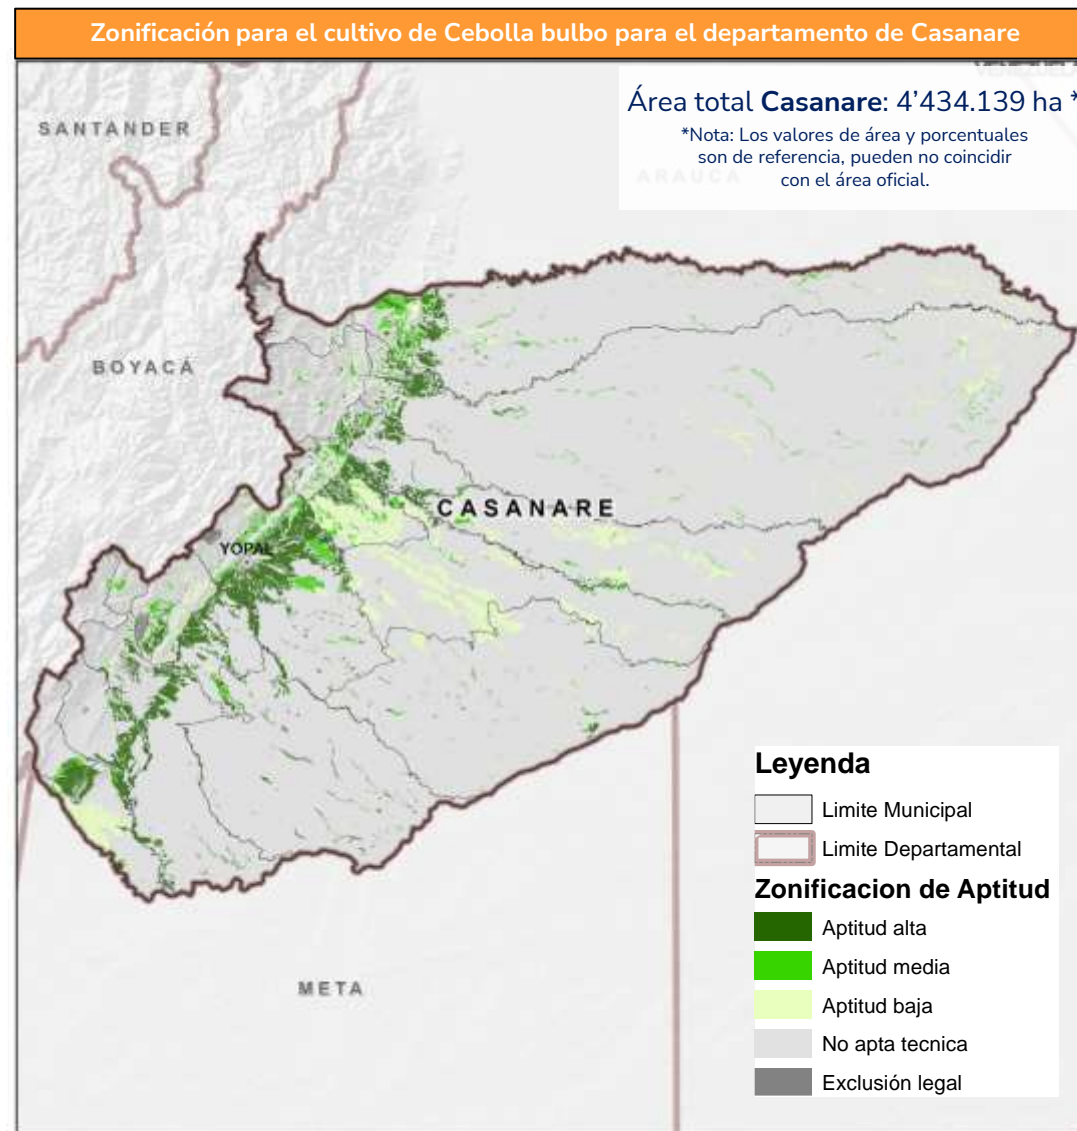 Zonificación para el cultivo de Cebolla bulbo para el departamento de Casanare
VENEZUELA
Área total Casanare: 4’434.139 ha *
*Nota: Los valores de área y porcentuales
son de referencia, pueden no coincidir
con el área oficial.
SANTANDER
ARAUCA
BOYACÁ
CASANARE
YOPAL
META
Leyenda
Limite Municipal
Limite Departamental
Zonificacion de Aptitud
Aptitud alta
Aptitud media
Aptitud baja
No apta tecnica
Exclusión legal